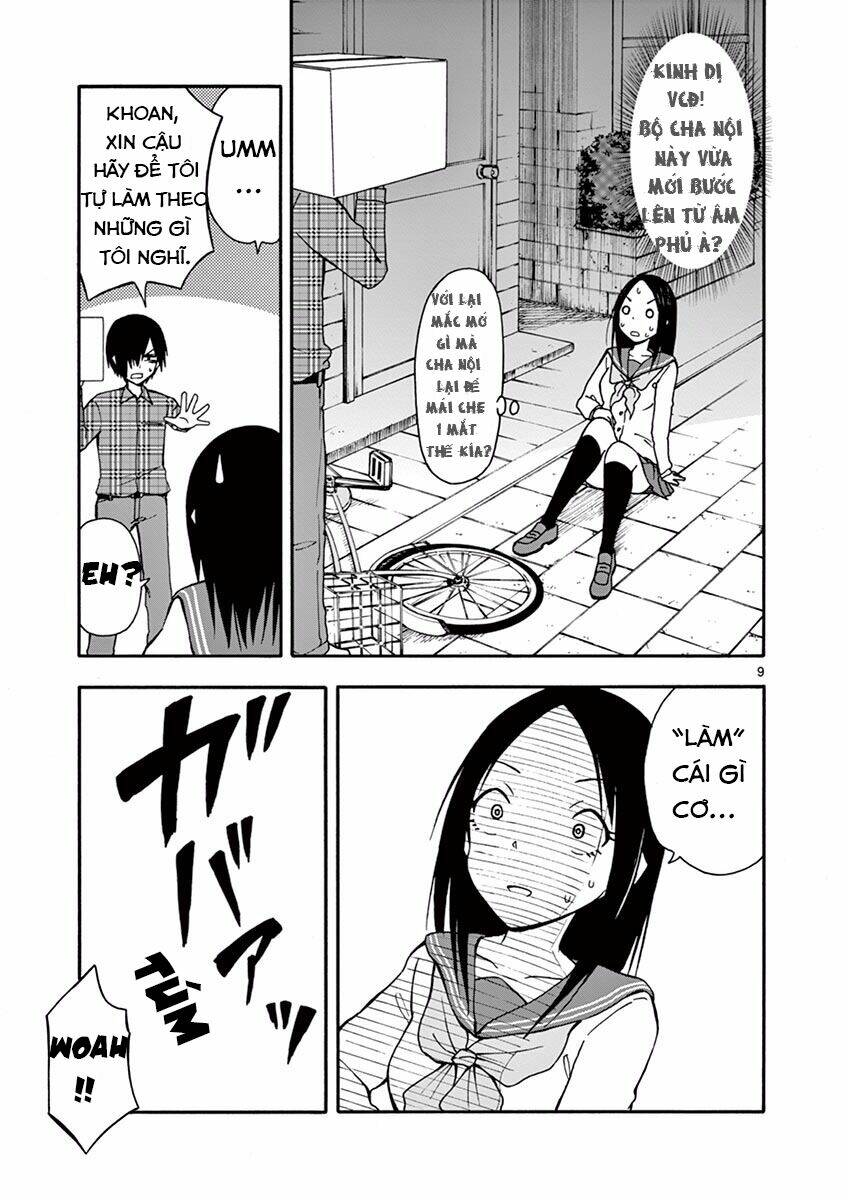 KINH DỊ
VCĐ!
BỘ CHA NỘI
NÀY VỪA
MỚI BƯỚC
LÊN TỪ ÂM
PHỦ À?
VỚI LẠI
MẮC MỚ
GÌ MÀ
CHA NỘI
LẠI ĐỂ
MÁI CHE
1 MẮT
THẾ KÍA?
UMM
...
KHOAN,
XIN CẬU
HÃY ĐỂ TÔI
TỰ LÀM THEO
NHỮNG GÌ
TÔI NGHĨ.
EH?
9
"LÀM"
CÁI GÌ
CƠ...
ガバァッ
TÚM
WOAH
!!